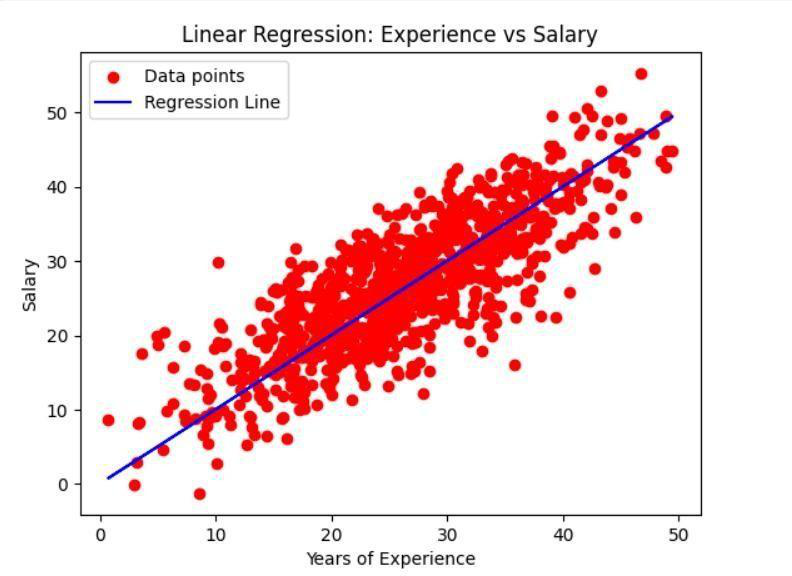 Linear Regression: Experience vs Salary
Data points
Regression Line
50
40
30
20
10
0
Salary
0 10 20 30 40 50
Years of Experience